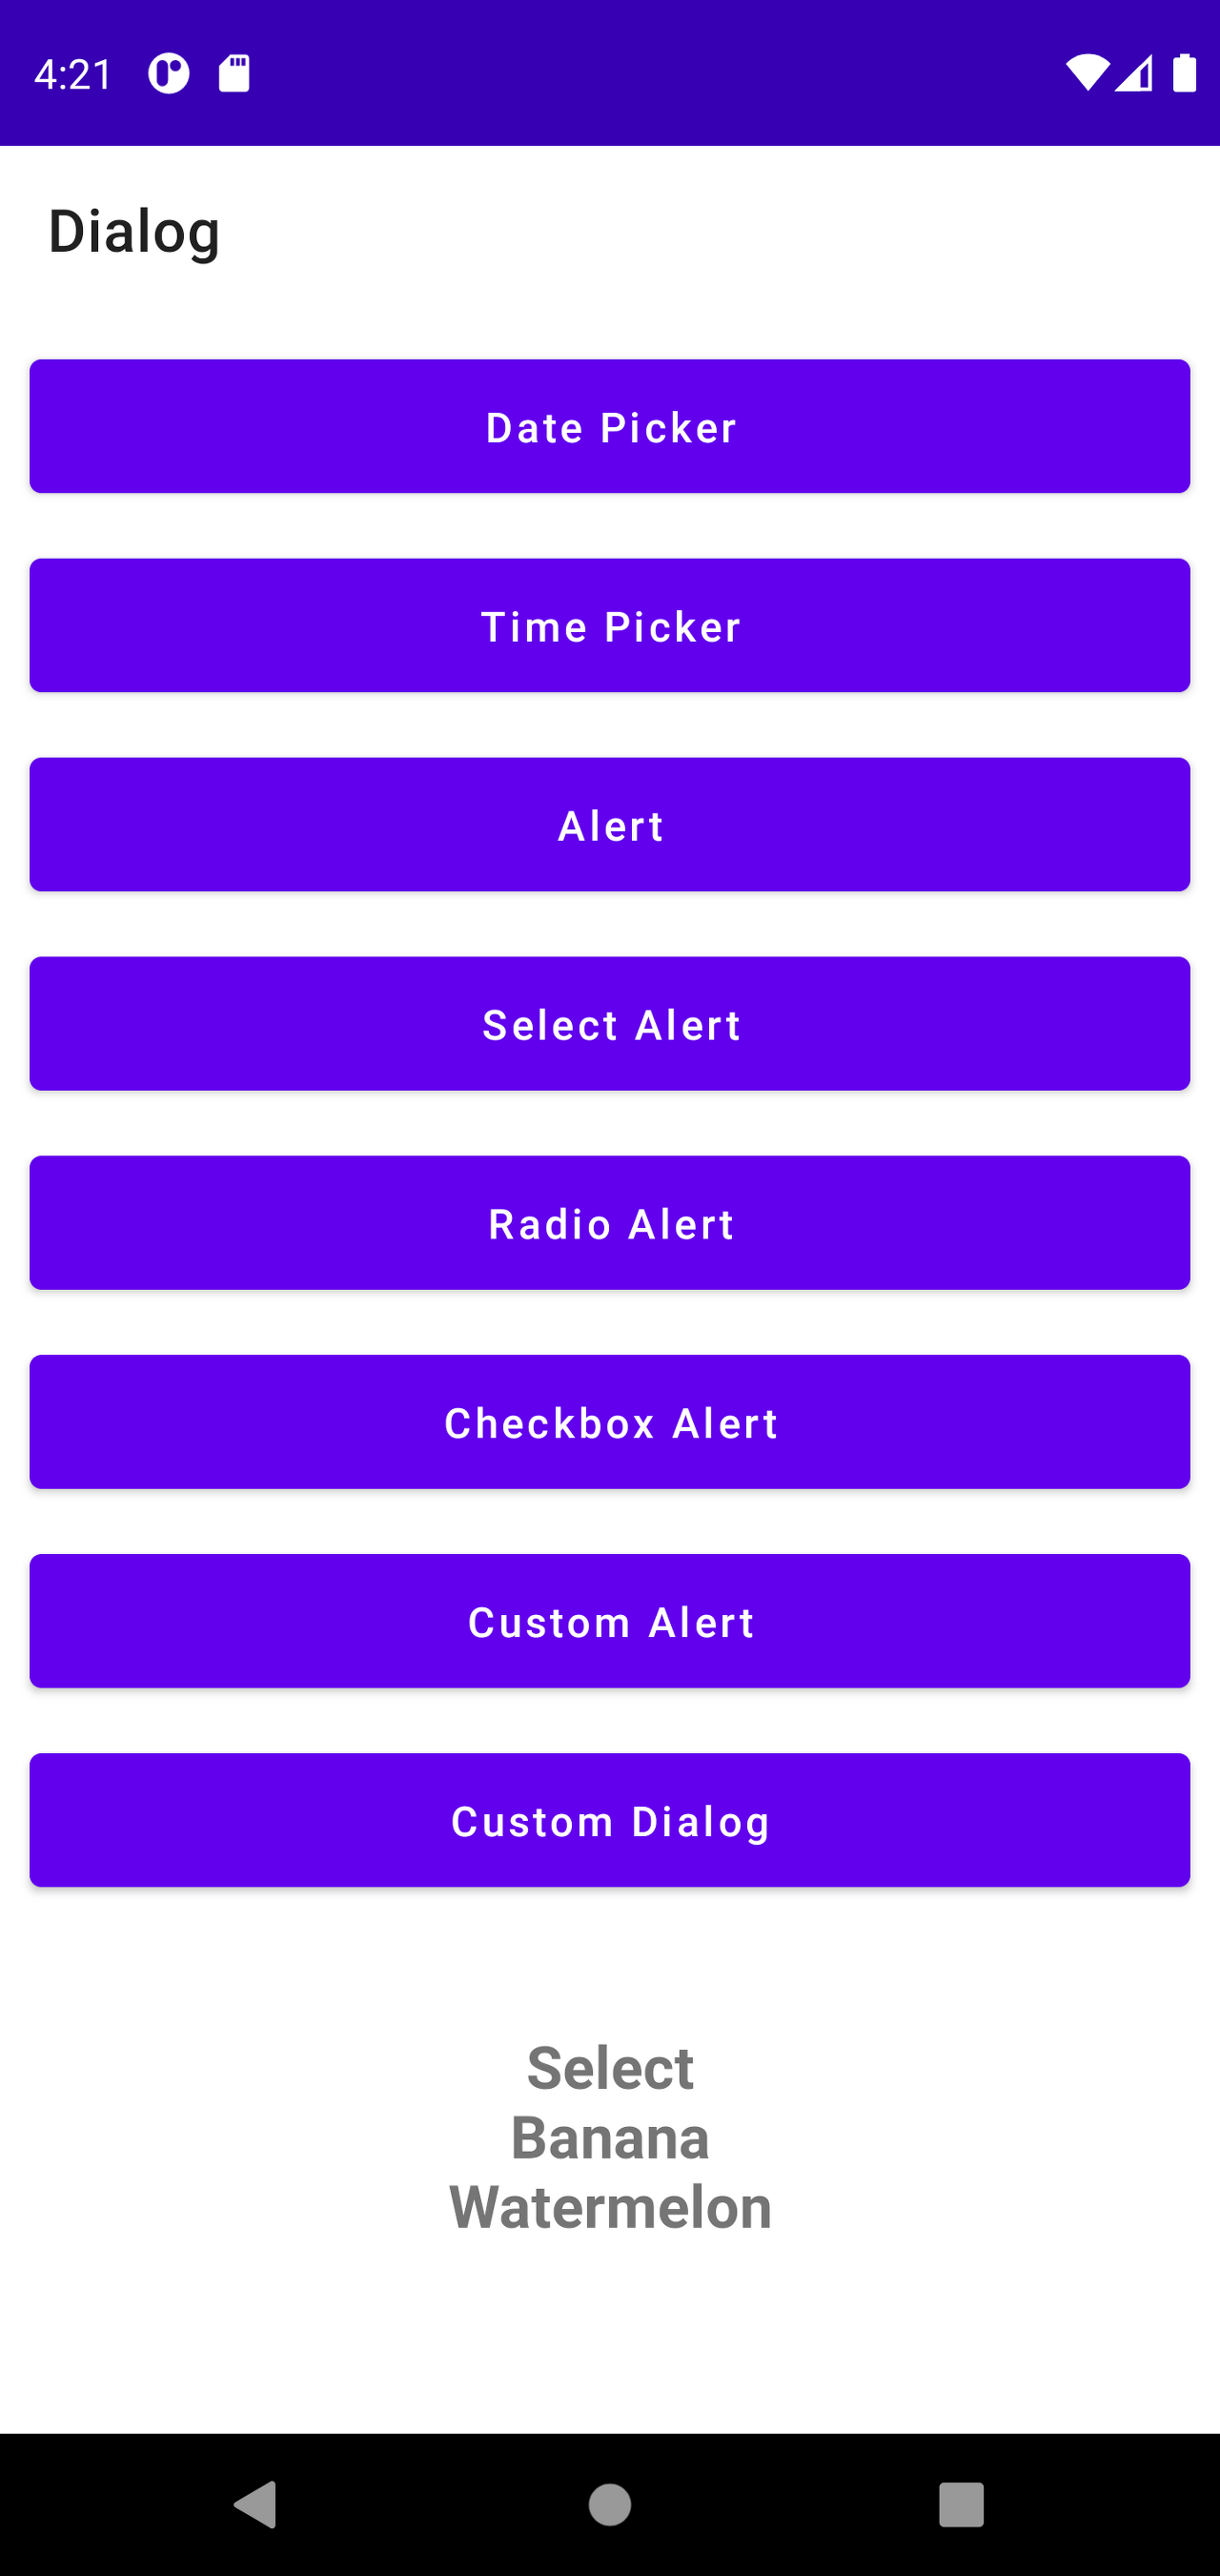 4:21
Dialog
Date Picker
Time Picker
Alert
Select Alert
Radio Alert
Checkbox Alert
Custom Alert
Custom Dialog
Select
Banana
Watermelon